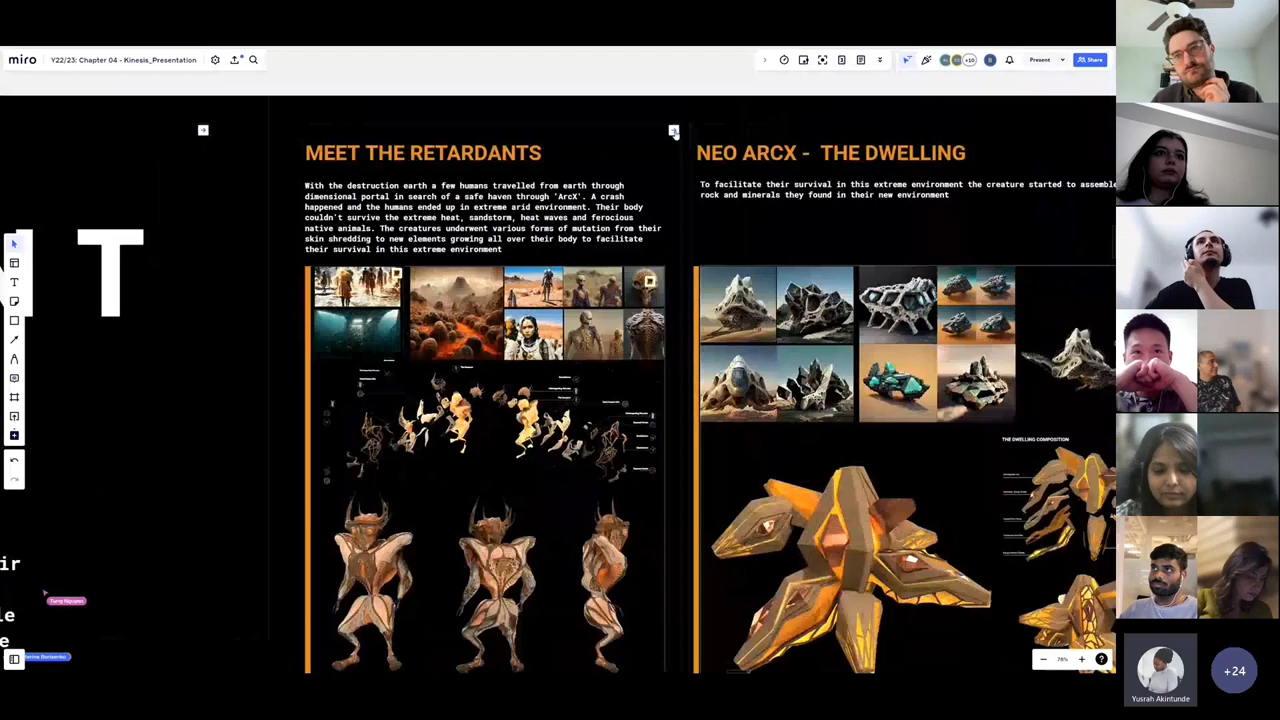 miro
Y22/23: Chapter 04 - Kinesis_Presentation
+10
Present
Share
MEET THE RETARDANTS
With the destruction earth a few humans travelled from earth through
dimensional portal in search of a safe haven through 'ArcX'. A crash
happened and the humans ended up in extreme arid environment. Their body
couldn't survive the extreme heat, sandstorm, heat waves and ferocious
native animals. The creatures underwent various forms of mutation from their
skin shredding to new elements growing all over their body to facilitate
their survival in this extreme environment
NEO ARCX - THE DWELLING
To facilitate their survival in this extreme environment the creature started to assemble
rock and minerals they found in their new environment
T
THE DWELLING COMPOSITION
ir
Tung Nguyen
le
e
78%
Yusrah Akintunde
+24